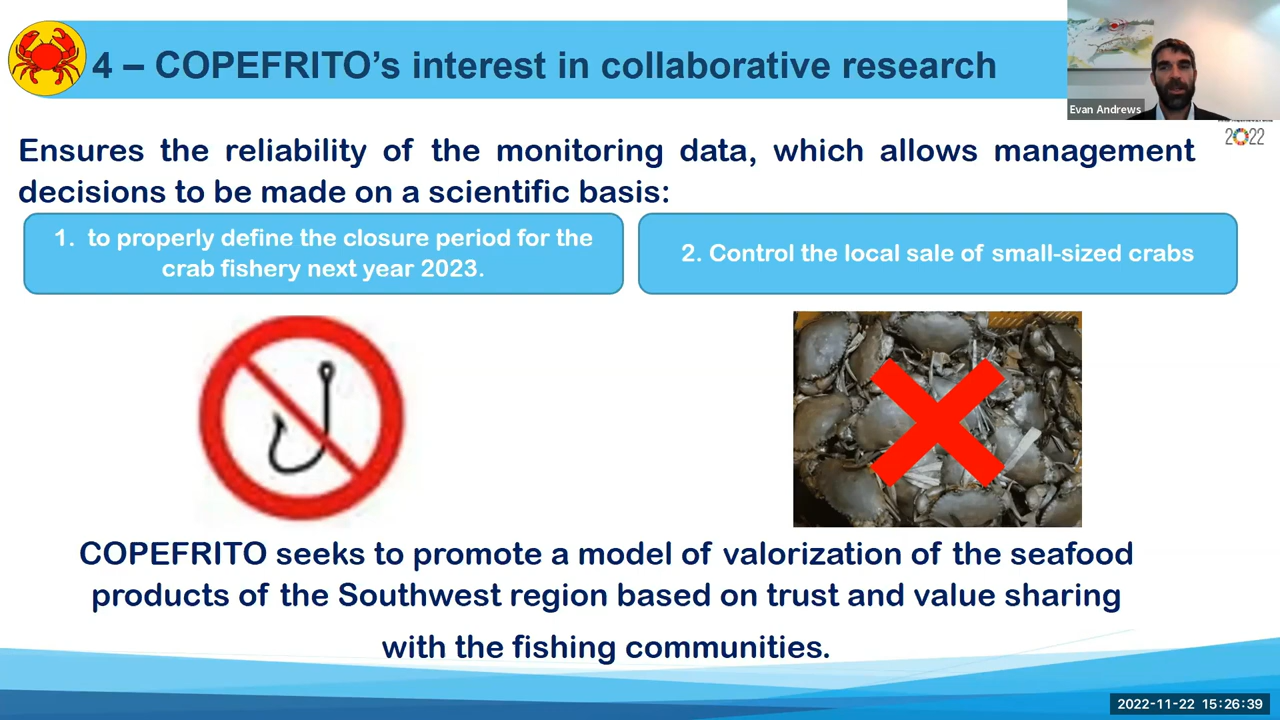 4 – COPEFRITO’s interest in collaborative research
Evan Andrews
2022
Ensures the reliability of the monitoring data, which allows management
decisions to be made on a scientific basis:
1. to properly define the closure period for the
crab fishery next year 2023.
2. Control the local sale of small-sized crabs
COPEFRITO seeks to promote a model of valorization of the seafood
products of the Southwest region based on trust and value sharing
with the fishing communities.
2022-11-22 15:26:39